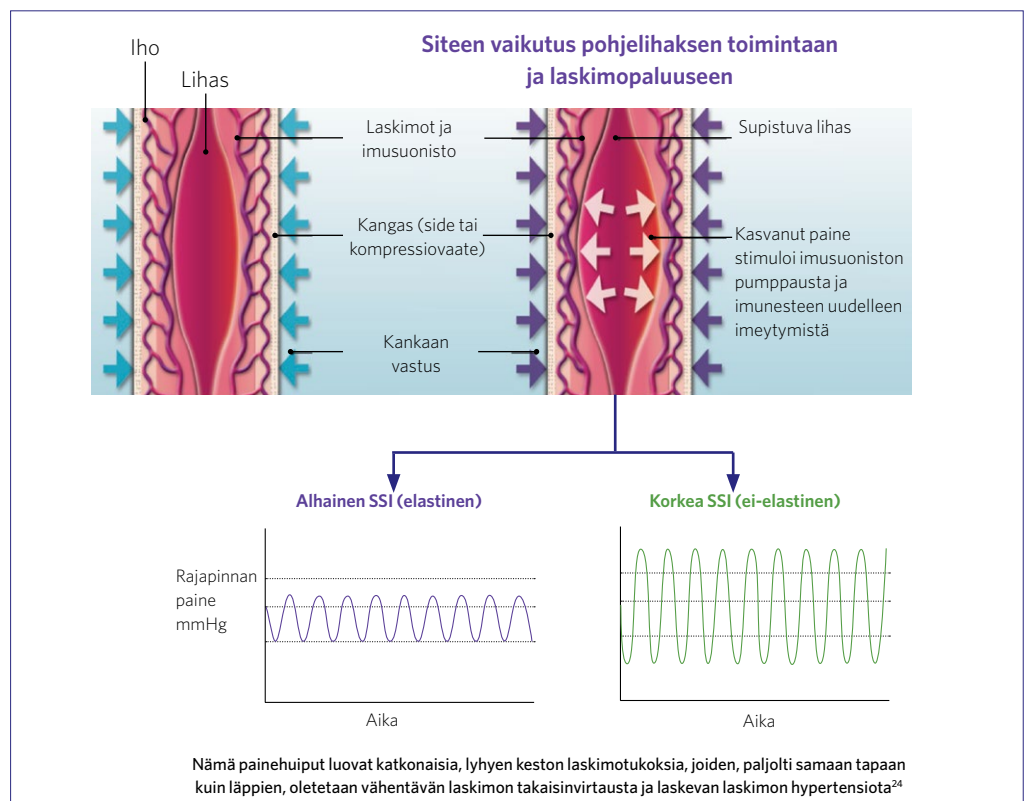 Siteen vaikutus pohjelihaksen toimintaan
ja laskimopaluuseen
Iho
Lihas
Laskimot ja
imusuonisto
Kangas (side tai
kompressiovaate)
Kankaan
vastus
Supistuva lihas
Kasvanut paine
stimuloi imusuoniston
pumppausta ja
imunesteen uudelleen
imeytymistä
Alhainen SSI (elastinen)
Rajapinnan
paine
mmHg
Aika
Korkea SSI (ei-elastinen)
Aika
Nämä painehuiput luovat katkonaisia, lyhyen keston laskimotukoksia, joiden, paljolti samaan tapaan
kuin läppien, oletetaan vähentävän laskimon takaisinvirtausta ja laskevan laskimon hypertensiota²⁴